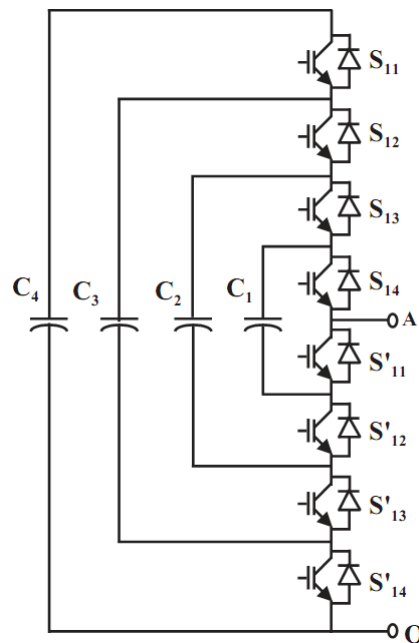 S₁₁
S₁₂
S₁₃
C₄ C₃ C₂ C₁
S₁₄
A
S'₁₁
S'₁₂
S'₁₃
S'₁₄
C